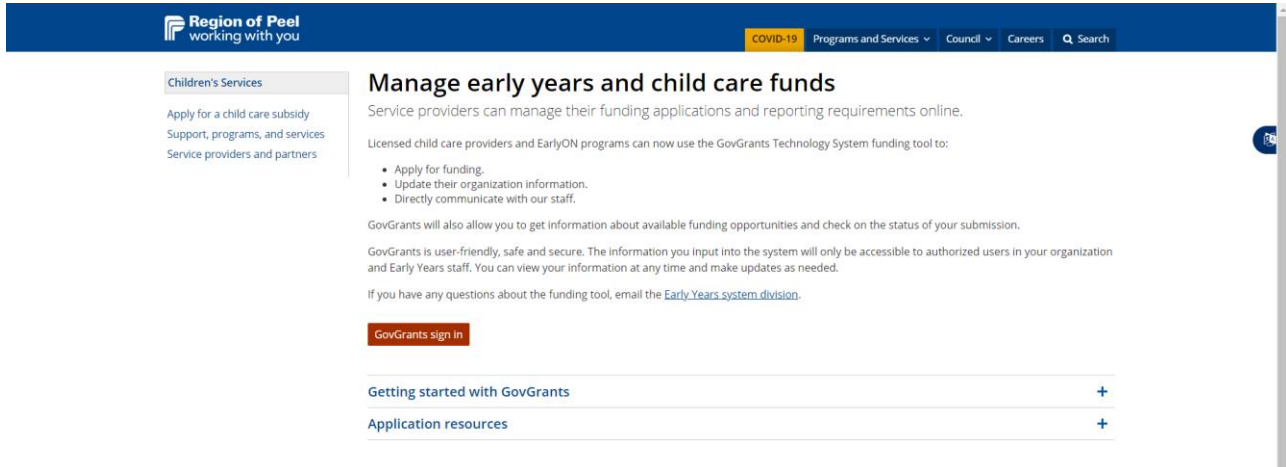 Region of Peel
working with you
COVID-19 Programs and Services Council Careers Search
Children's Services
Apply for a child care subsidy
Support, programs, and services
Service providers and partners
Manage early years and child care funds
Service providers can manage their funding applications and reporting requirements online.
Licensed child care providers and EarlyON programs can now use the GovGrants Technology System funding tool to:
• Apply for funding.
• Update their organization information.
• Directly communicate with our staff.
GovGrants will also allow you to get information about available funding opportunities and check on the status of your submission.
GovGrants is user-friendly, safe and secure. The information you input into the system will only be accessible to authorized users in your organization
and Early Years staff. You can view your information at any time and make updates as needed.
If you have any questions about the funding tool, email the Early Years system division.
GovGrants sign in
Getting started with GovGrants +
Application resources +